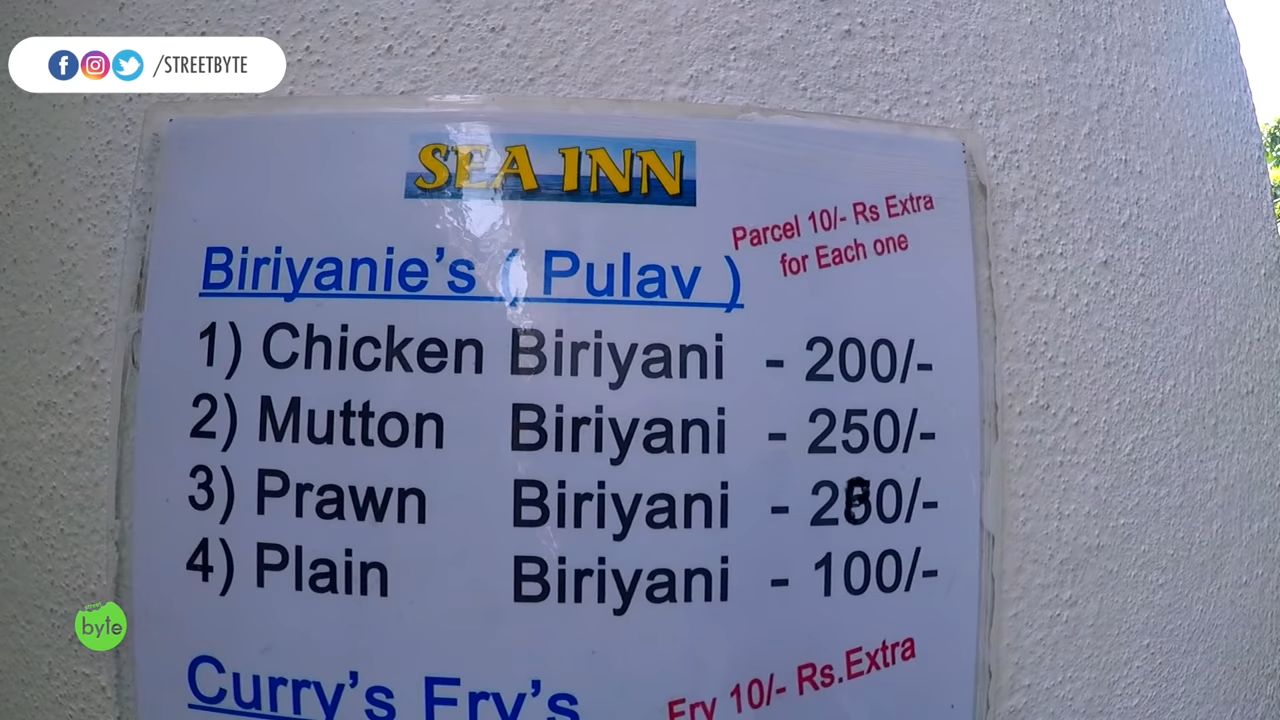 /STREETBYTE
SEA INN
Parcel 10/- Rs Extra
for Each one
Biriyanie's ( Pulav )
1) Chicken Biriyani - 200/-
2) Mutton Biriyani - 250/-
3) Prawn Biriyani -
4) Plain Biriyani - 100/-
Curry's Fry's
Fry 10/- Rs.Extra
street
byte